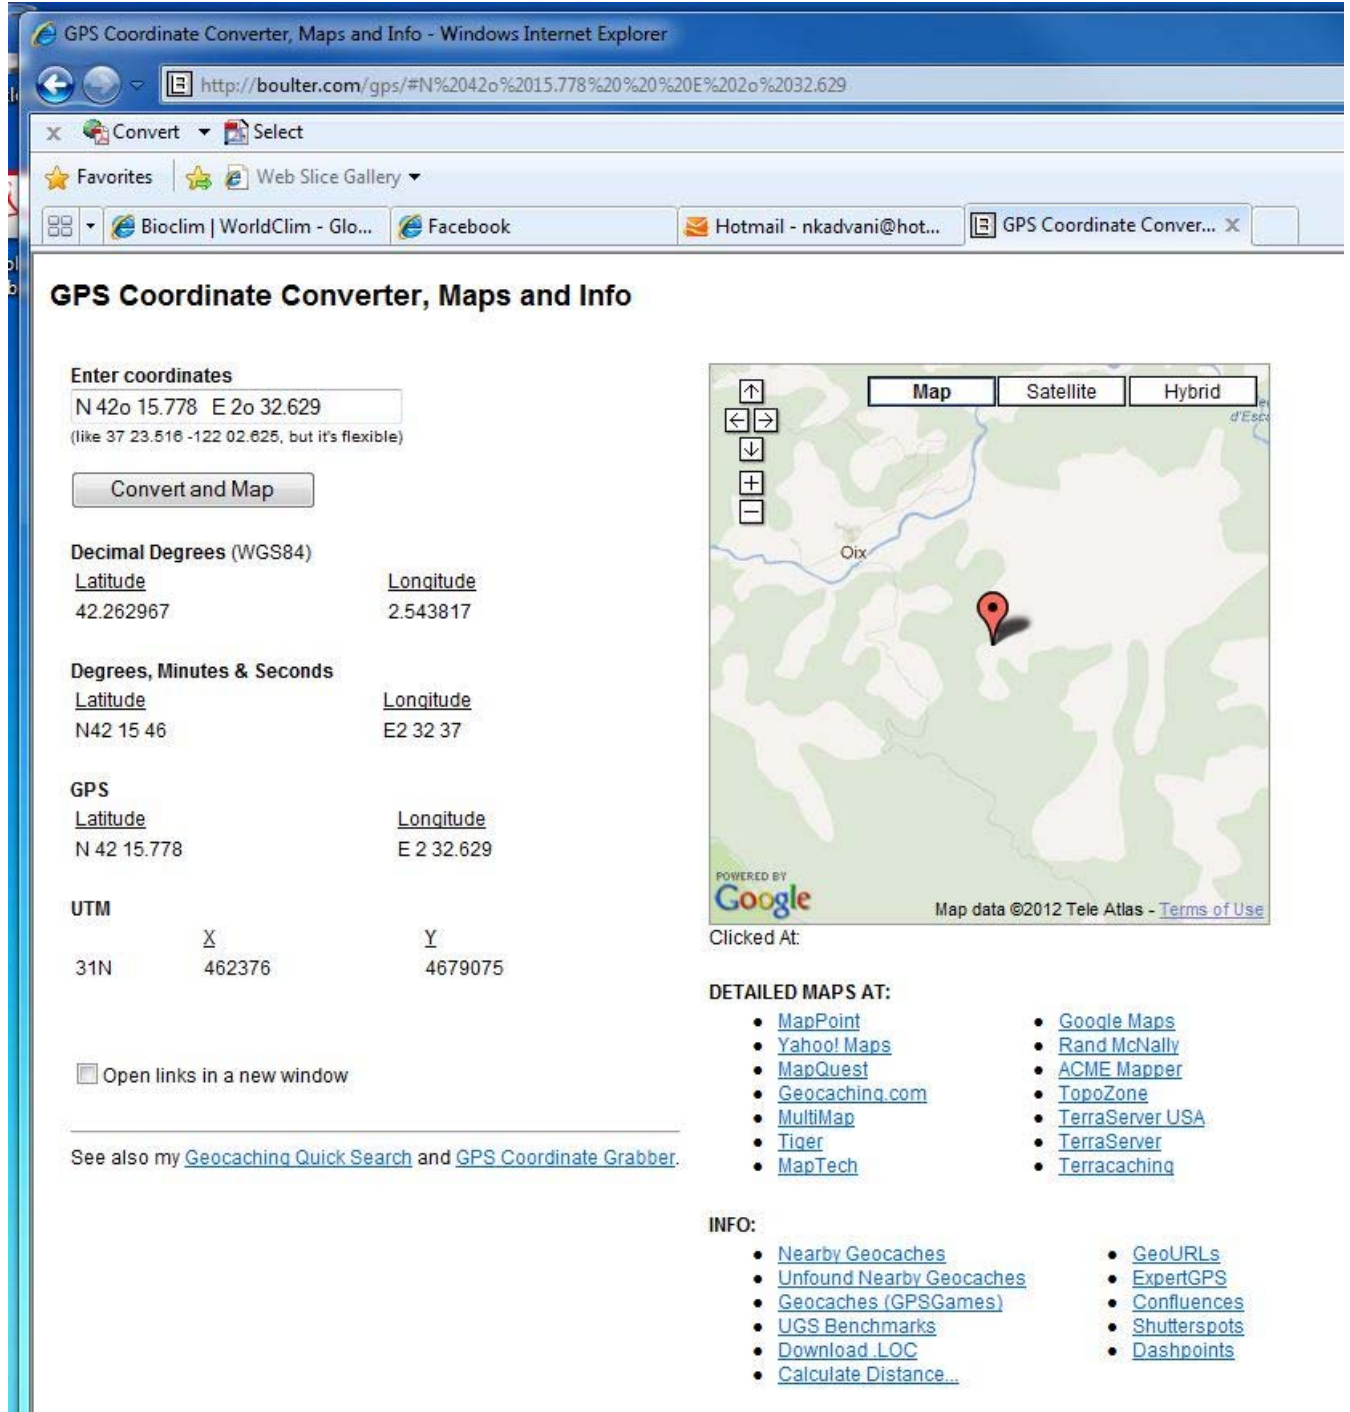 GPS Coordinate Converter, Maps and Info - Windows Internet Explorer
http://boulter.com/gps/#N%2042o%2015.778%20%20%20E%202o%2032.629
x Convert Select
Favorites Web Slice Gallery
Bioclim | WorldClim - Glo... Facebook Hotmail - nkadvani@hot... GPS Coordinate Conver... X
GPS Coordinate Converter, Maps and Info
Enter coordinates
N 42o 15.778 E 2o 32.629
(like 37 23.516 -122 02.625, but it's flexible)
Convert and Map
Decimal Degrees (WGS84)
Latitude Longitude
42.262967 2.543817
Degrees, Minutes & Seconds
Latitude Longitude
N42 15 46 E2 32 37
GPS
Latitude Longitude
N 42 15.778 E 2 32.629
UTM
X Y
31N 462376 4679075
Open links in a new window
See also my Geocaching Quick Search and GPS Coordinate Grabber.
Map Satellite Hybrid
Oix
POWERED BY
Google
Map data ©2012 Tele Atlas - Terms of Use
Clicked At:
DETAILED MAPS AT:
MapPoint
Yahoo! Maps
MapQuest
Geocaching.com
MultiMap
Tiger
MapTech
Google Maps
Rand McNally
ACME Mapper
TopoZone
TerraServer USA
TerraServer
Terracaching
INFO:
Nearby Geocaches
Unfound Nearby Geocaches
Geocaches (GPSGames)
UGS Benchmarks
Download .LOC
Calculate Distance...
GeoURLs
ExpertGPS
Confluences
Shutterspots
Dashpoints